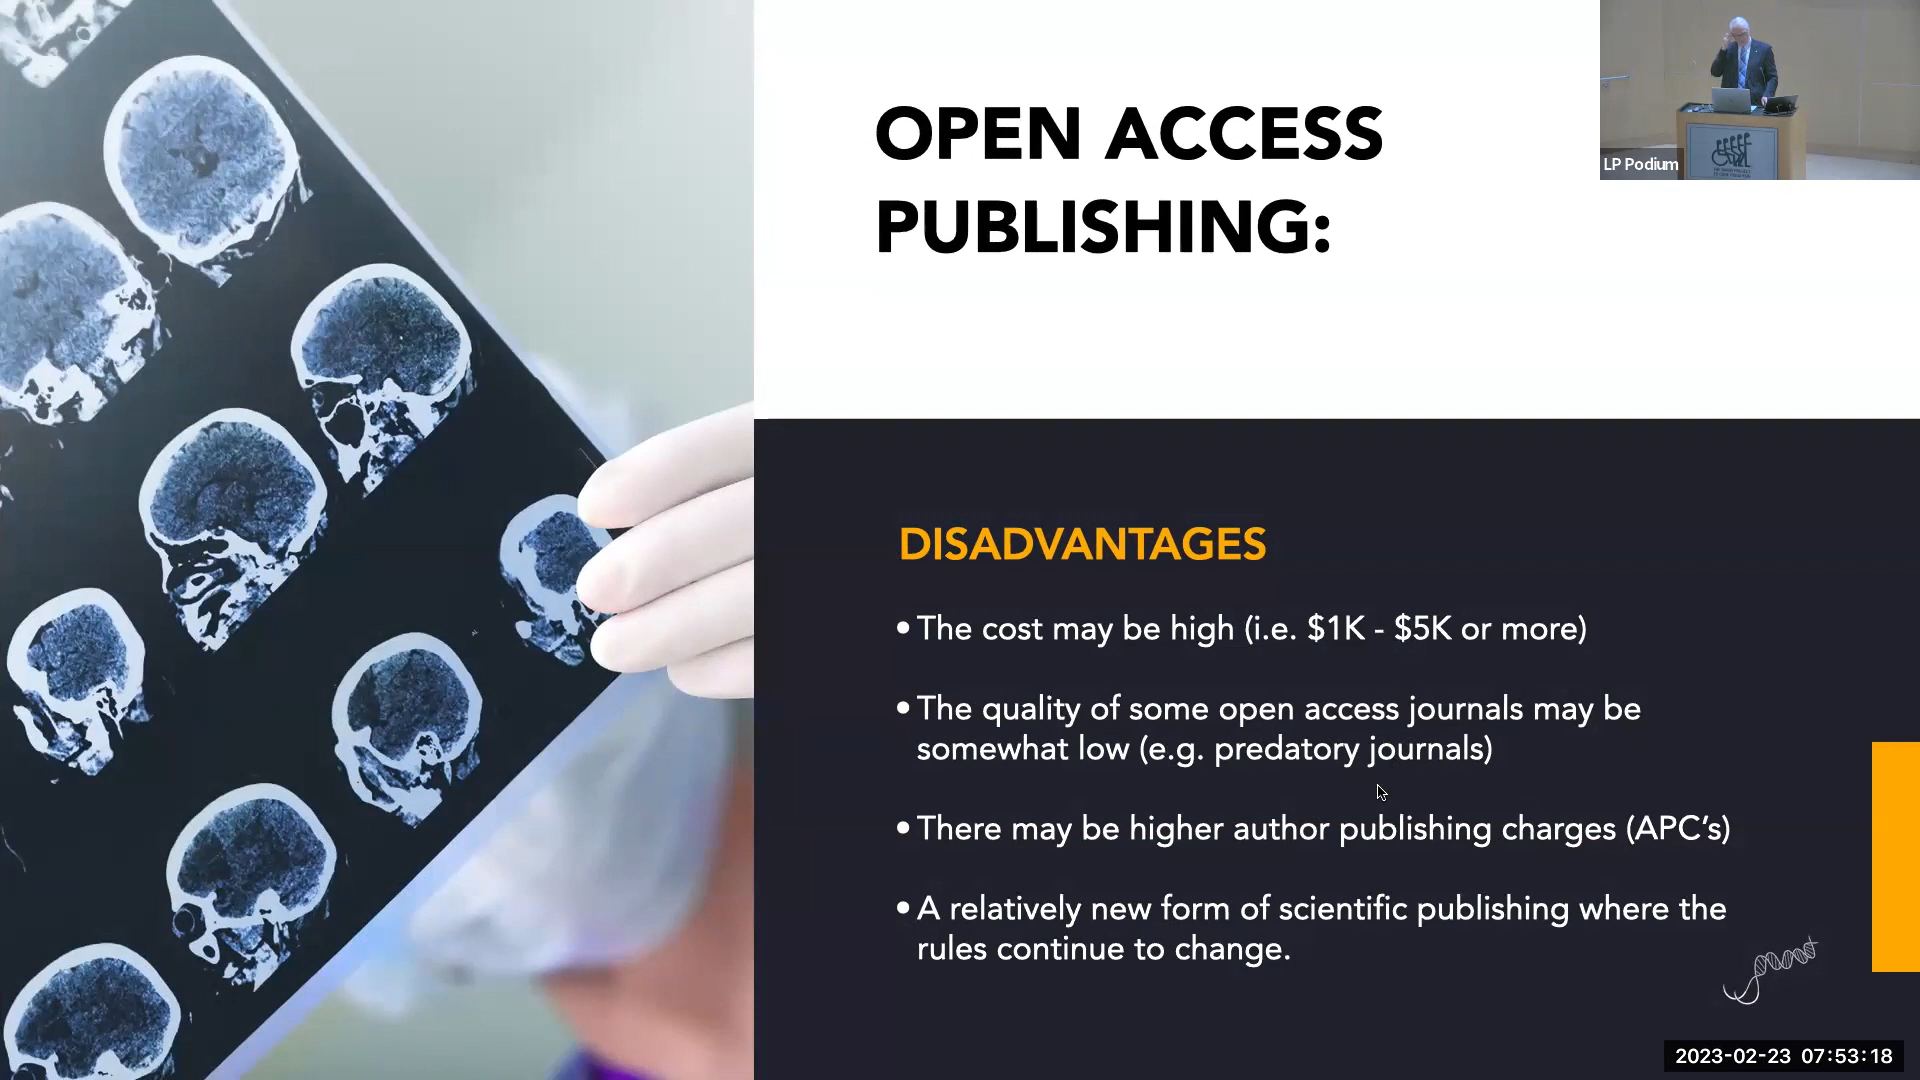 OPEN ACCESS
PUBLISHING:
LP Podium
DISADVANTAGES
• The cost may be high (i.e. $1K - $5K or more)
• The quality of some open access journals may be
somewhat low (e.g. predatory journals)
• There may be higher author publishing charges (APC’s)
• A relatively new form of scientific publishing where the
rules continue to change.
2023-02-23 07:53:18